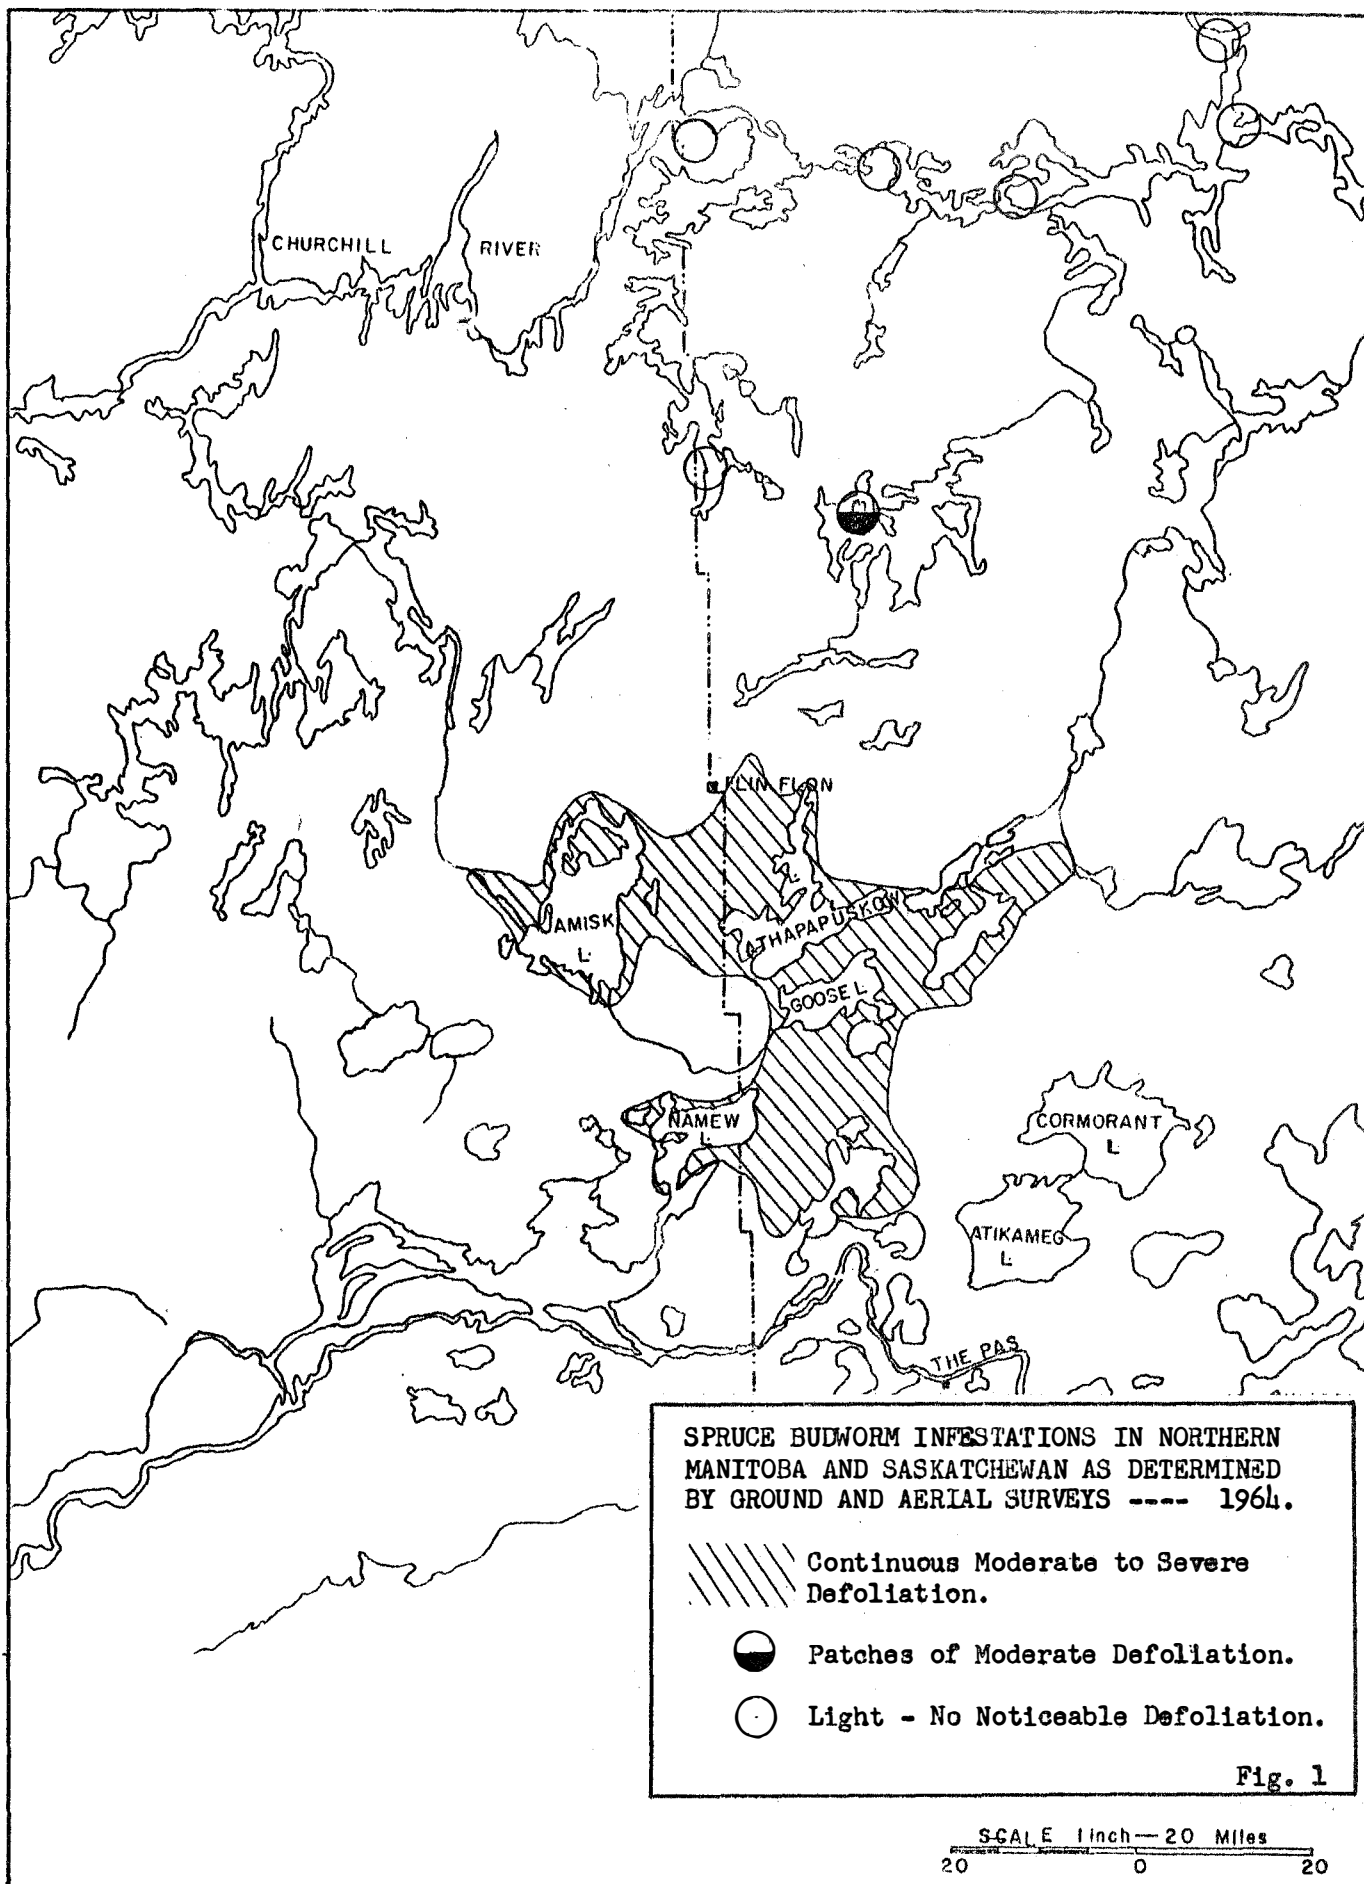 CHURCHILL RIVER
FLIN FLON
L.
AMISK
L.
ATHAPAPUSKOW
GOOSE L
NAMEW
L.
CORMORANT
L.
ATIKAMEG
L.
THE PAS
SPRUCE BUDWORM INFESTATIONS IN NORTHERN
MANITOBA AND SASKATCHEWAN AS DETERMINED
BY GROUND AND AERIAL SURVEYS ---- 1964.
Continuous Moderate to Severe
Defoliation.
Patches of Moderate Defoliation.
Light - No Noticeable Defoliation.
Fig. 1
SCALE 1 inch — 20 Miles
20 0 20